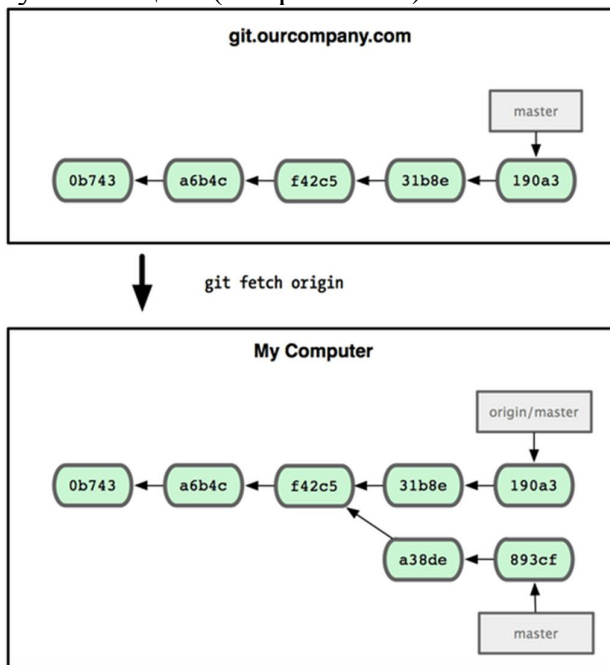 git.ourcompany.com
master
0b743 a6b4c f42c5 31b8e 190a3
git fetch origin
My Computer
origin/master
0b743 a6b4c f42c5 31b8e 190a3
a38de 893cf
master